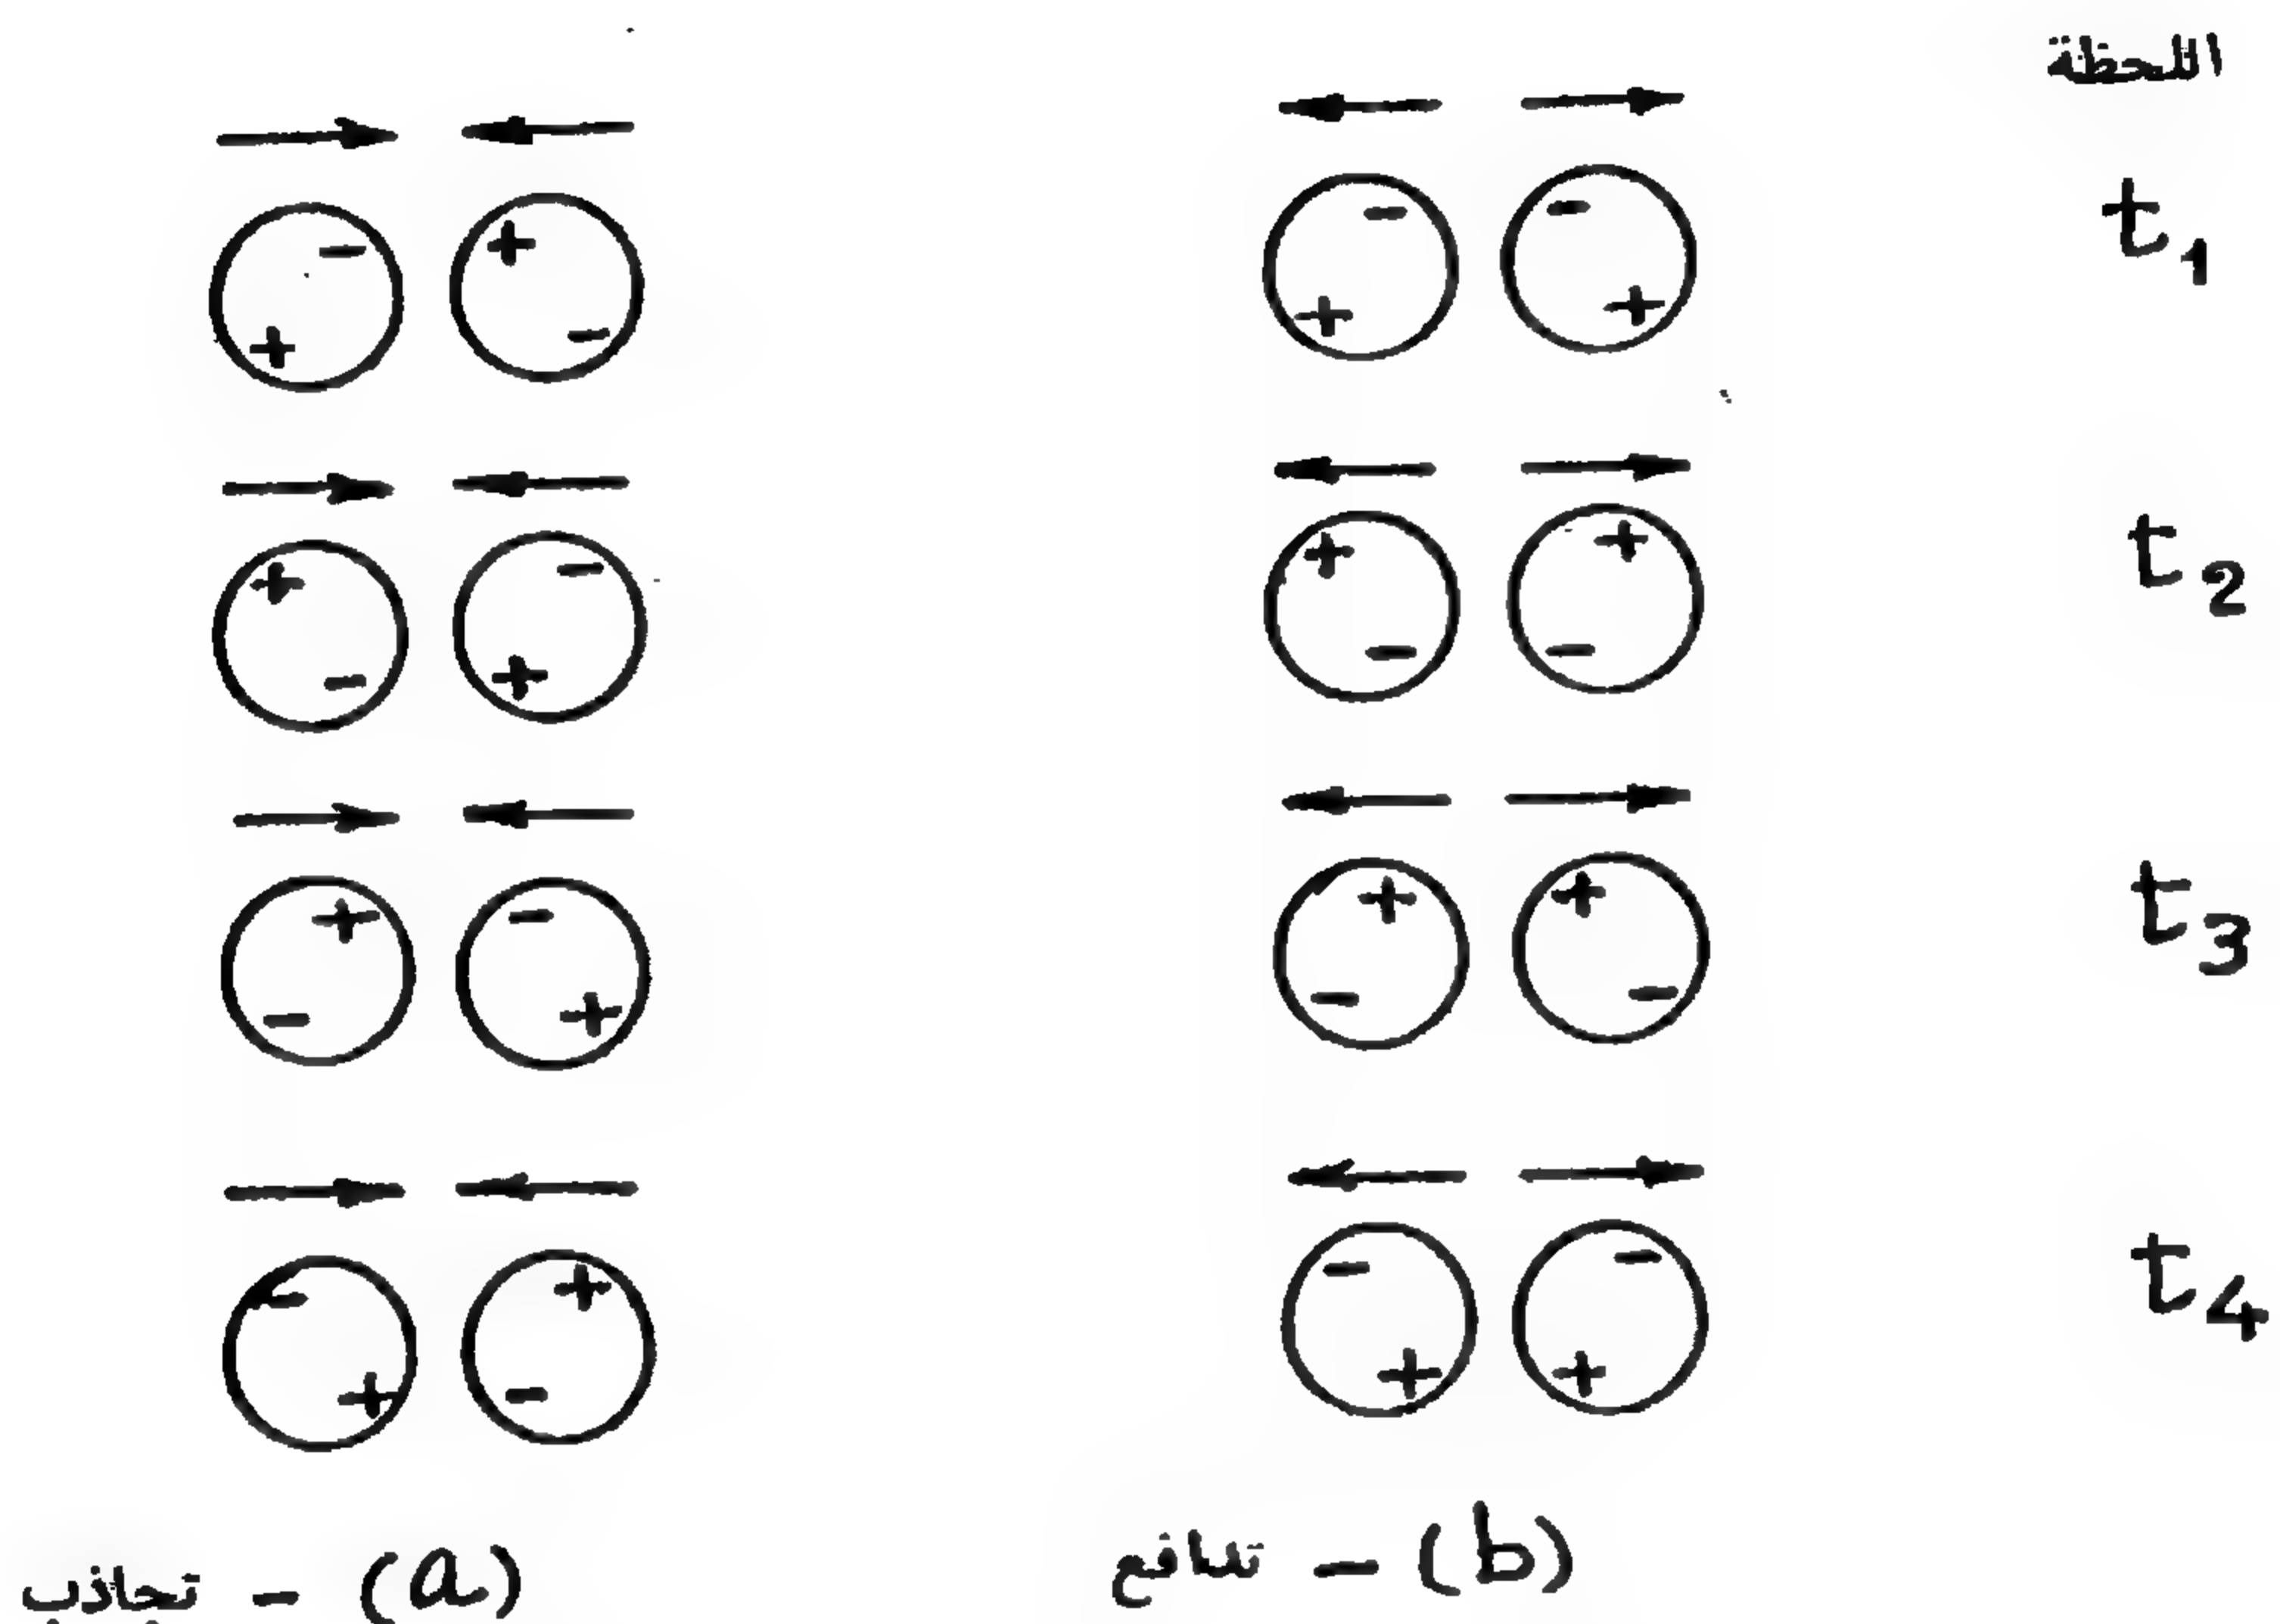 اللحظة
- + + -
- + - +
t1
+ - - +
+ - + -
t2
+ - - +
+ - + -
t3
- + + -
- + - +
t4
(a) - تجاذب
(b) - تدافع